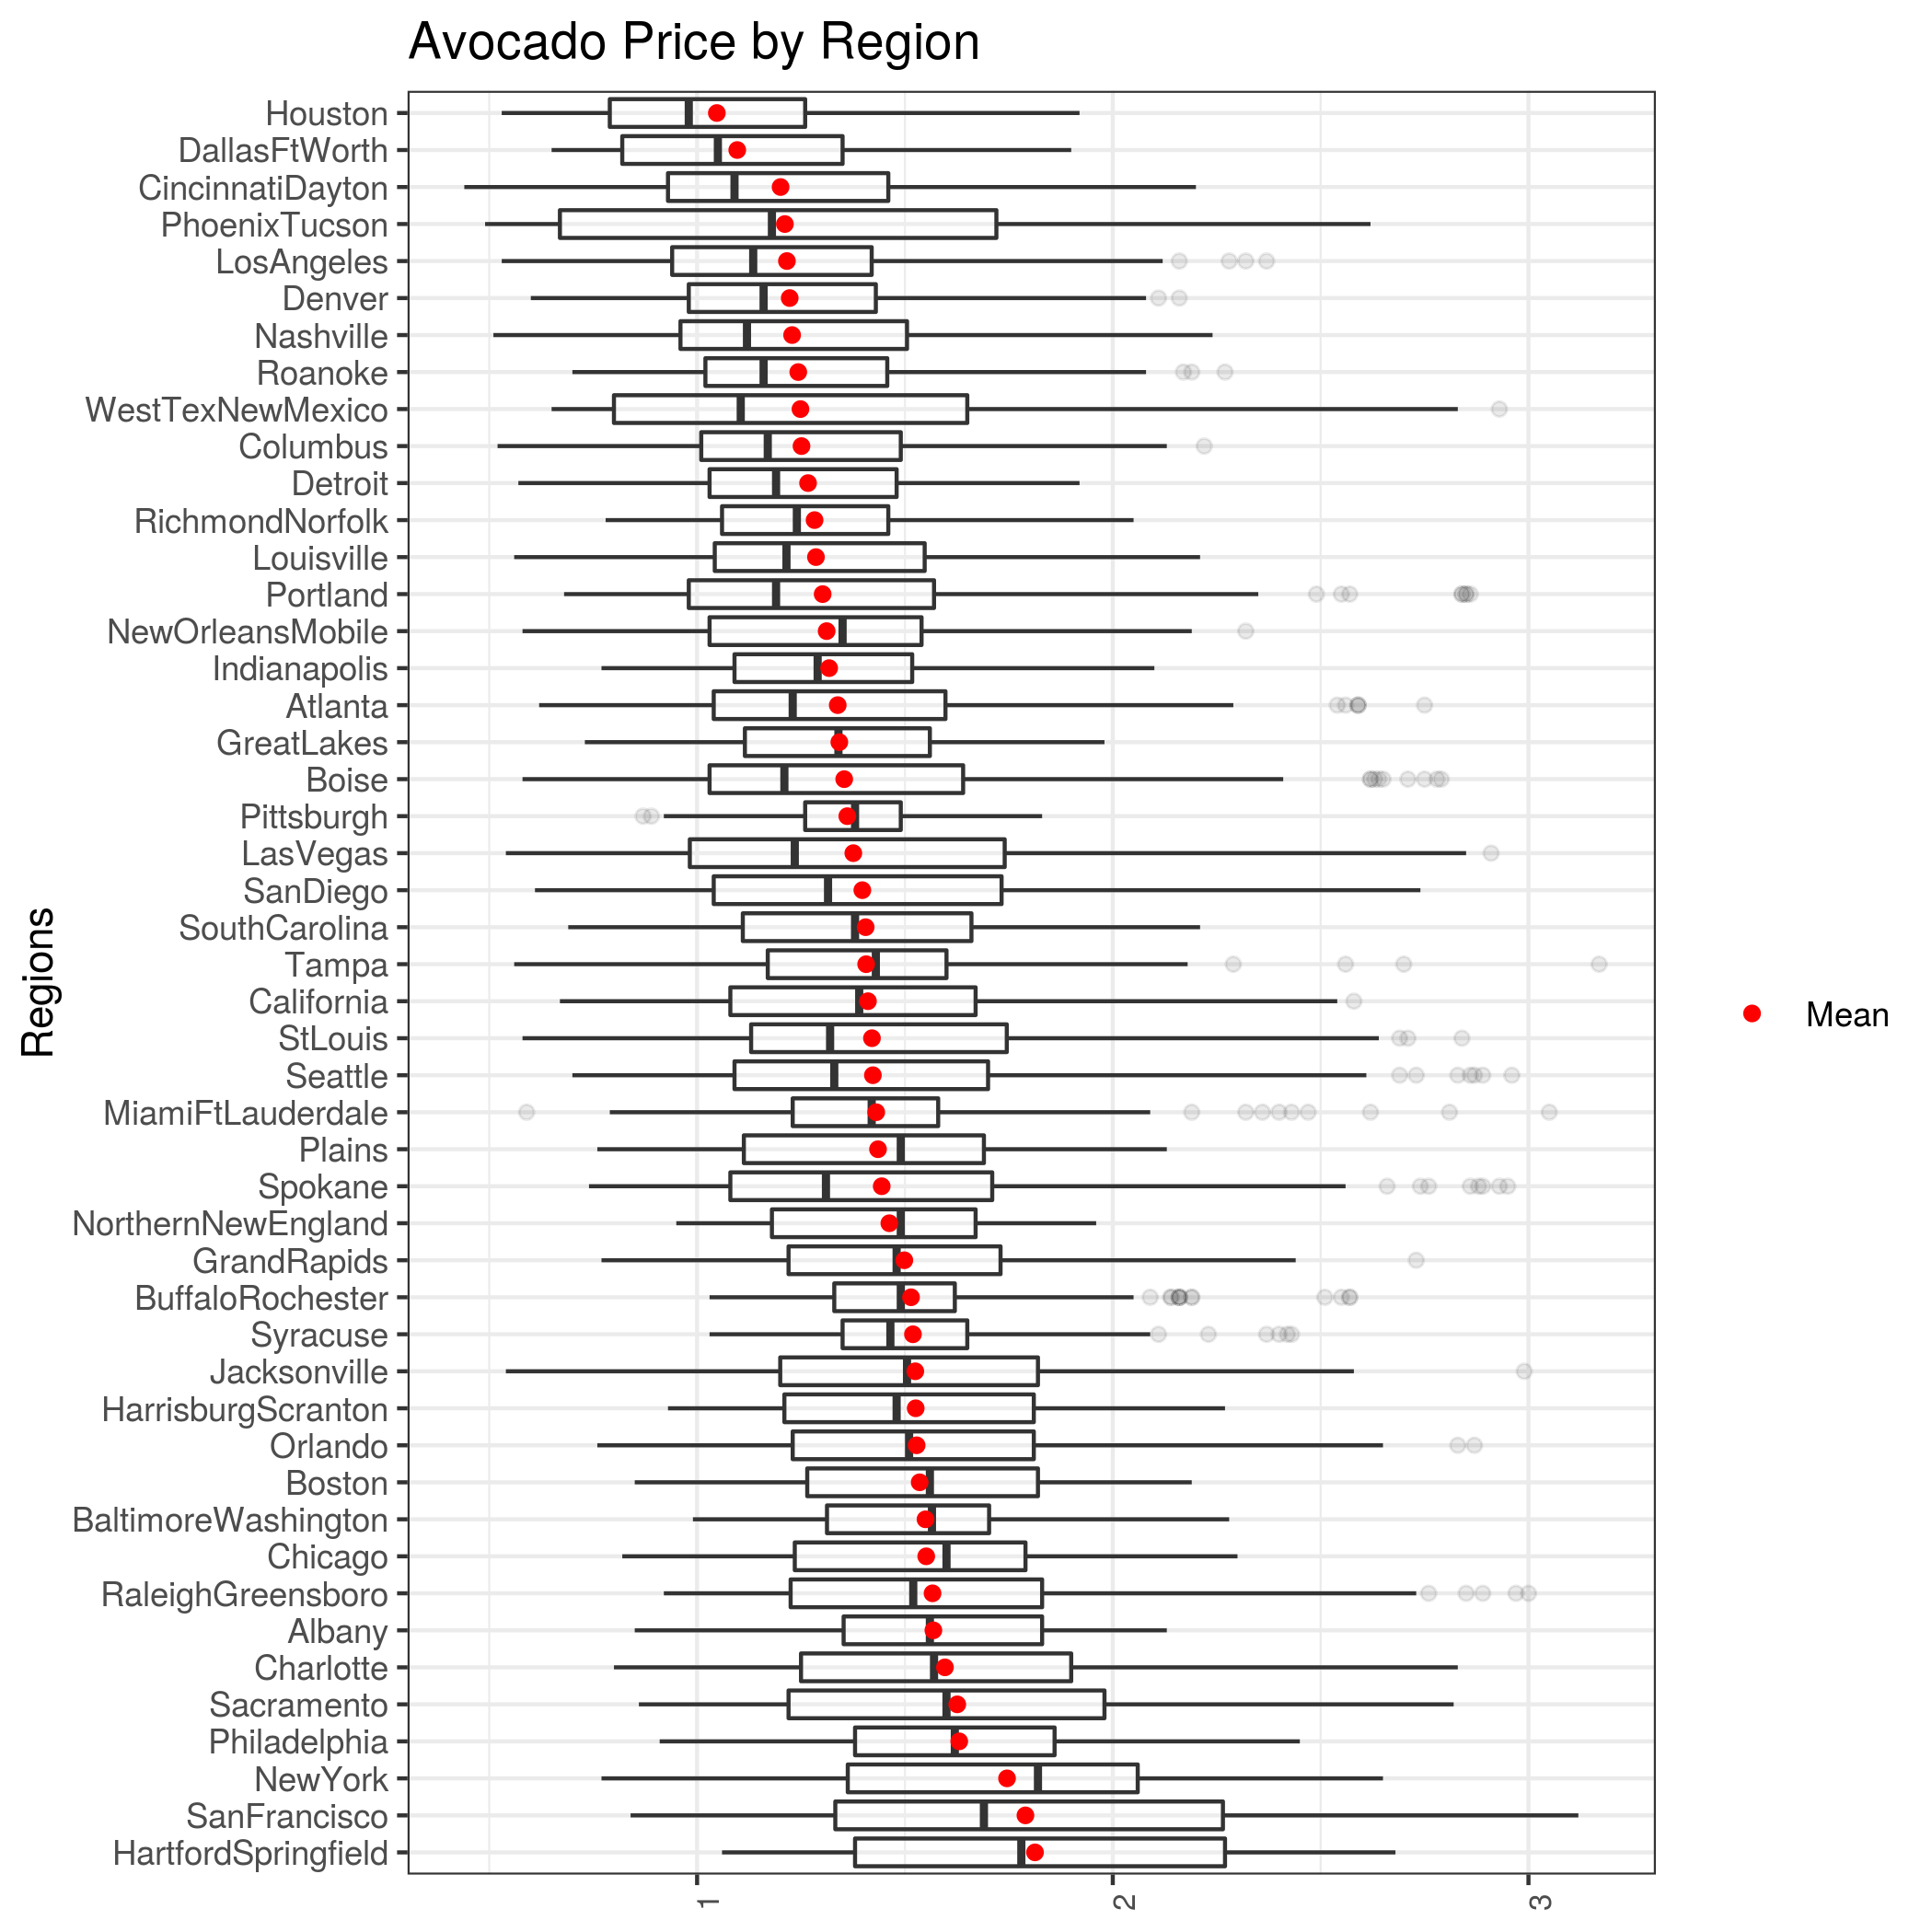 Avocado Price by Region
Regions
Houston
DallasFtWorth
CincinnatiDayton
PhoenixTucson
LosAngeles
Denver
Nashville
Roanoke
WestTexNewMexico
Columbus
Detroit
RichmondNorfolk
Louisville
Portland
NewOrleansMobile
Indianapolis
Atlanta
GreatLakes
Boise
Pittsburgh
LasVegas
SanDiego
SouthCarolina
Tampa
California
StLouis
Seattle
MiamiFtLauderdale
Plains
Spokane
NorthernNewEngland
GrandRapids
BuffaloRochester
Syracuse
Jacksonville
HarrisburgScranton
Orlando
Boston
BaltimoreWashington
Chicago
RaleighGreensboro
Albany
Charlotte
Sacramento
Philadelphia
NewYork
SanFrancisco
HartfordSpringfield
1
2
3
Mean